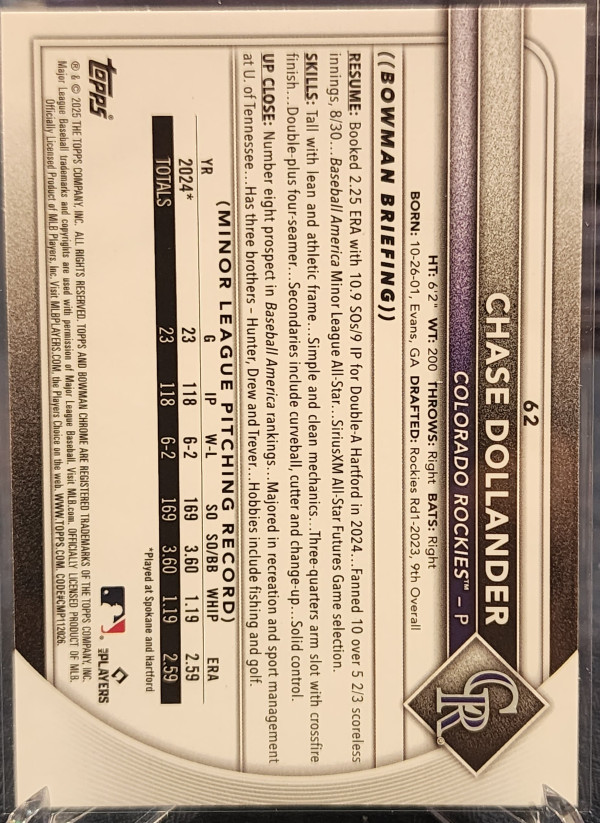 62
CHASE DOLLANDER
COLORADO ROCKIES™ – P
CR®
HT: 6'2" WT: 200 THROWS: Right BATS: Right
BORN: 10-26-01, Evans, GA DRAFTED: Rockies Rd1-2023, 9th Overall
((BOWMAN BRIEFING))
RESUME: Booked 2.25 ERA with 10.9 SOs/9 IP for Double-A Hartford in 2024...Fanned 10 over 5 2/3 scoreless
innings, 8/30...Baseball America Minor League All-Star...SiriusXM All-Star Futures Game selection.
SKILLS: Tall with lean and athletic frame...Simple and clean mechanics...Three-quarters arm slot with crossfire
finish...Double-plus four-seamer...Secondaries include curveball, cutter and change-up...Solid control.
UP CLOSE: Number eight prospect in Baseball America rankings...Majored in recreation and sport management
at U. of Tennessee...Has three brothers – Hunter, Drew and Trever...Hobbies include fishing and golf.
(MINOR LEAGUE PITCHING RECORD)
YR G IP W-L SO SO/BB WHIP ERA
2024* 23 118 6-2 169 3.60 1.19 2.59
TOTALS 23 118 6-2 169 3.60 1.19 2.59
*Played at Spokane and Hartford
topps®
® & © 2025 THE TOPPS COMPANY, INC. ALL RIGHTS RESERVED. TOPPS AND BOWMAN CHROME ARE REGISTERED TRADEMARKS OF THE TOPPS COMPANY, INC.
Major League Baseball trademarks and copyrights are used with permission of Major League Baseball. Visit MLB.com. OFFICIALLY LICENSED PRODUCT OF MLB
Officially Licensed Product of MLB Players, Inc. Visit MLBPLAYERS.COM, the Players Choice on the web. WWW.TOPPS.COM. CODE#CMP112026
PLAYERS